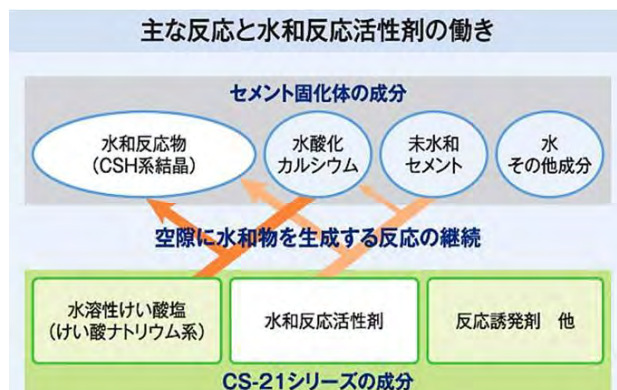 主な反応と水和反応活性剤の働き
セメント固化体の成分
水和反応物
(CSH系結晶)
水酸化
カルシウム
未水和
セメント
水
その他成分
空隙に水和物を生成する反応の継続
水溶性けい酸塩
(けい酸ナトリウム系)
水和反応活性剤
反応誘発剤 他
CS-21シリーズの成分